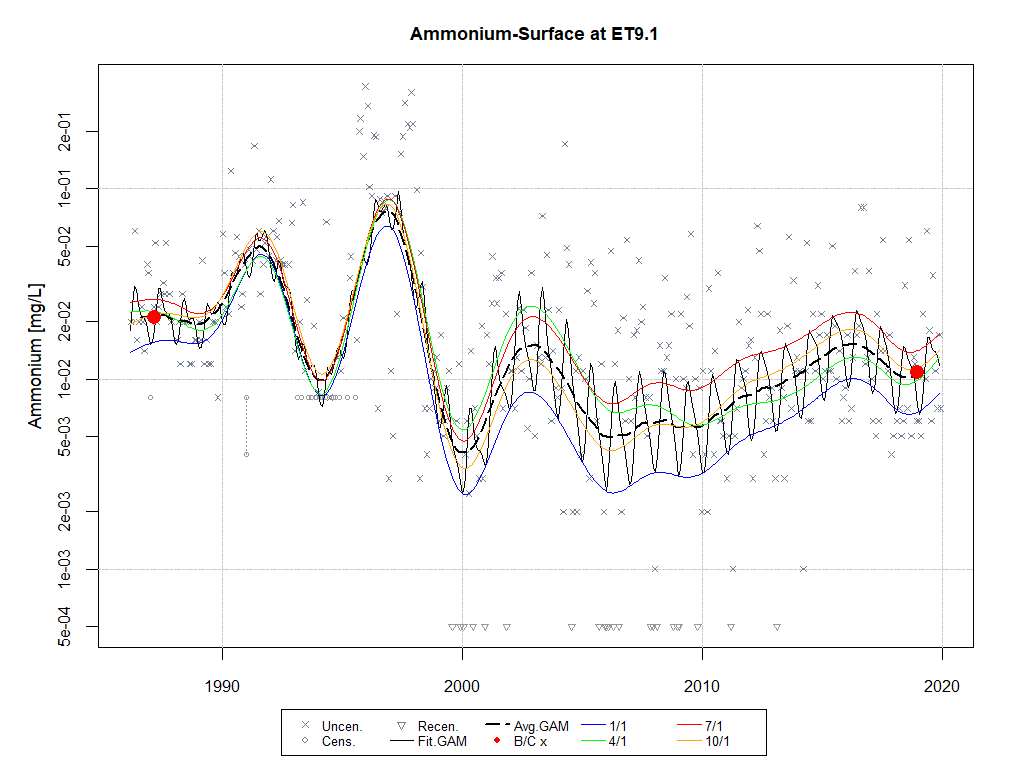 Ammonium-Surface at ET9.1
Ammonium [mg/L]
2e-01
1e-01
5e-02
2e-02
1e-02
5e-03
2e-03
1e-03
5e-04
1990 2000 2010 2020
Uncen. Recen. Avg.GAM 1/1 7/1
Cens. Fit.GAM B/C x 4/1 10/1